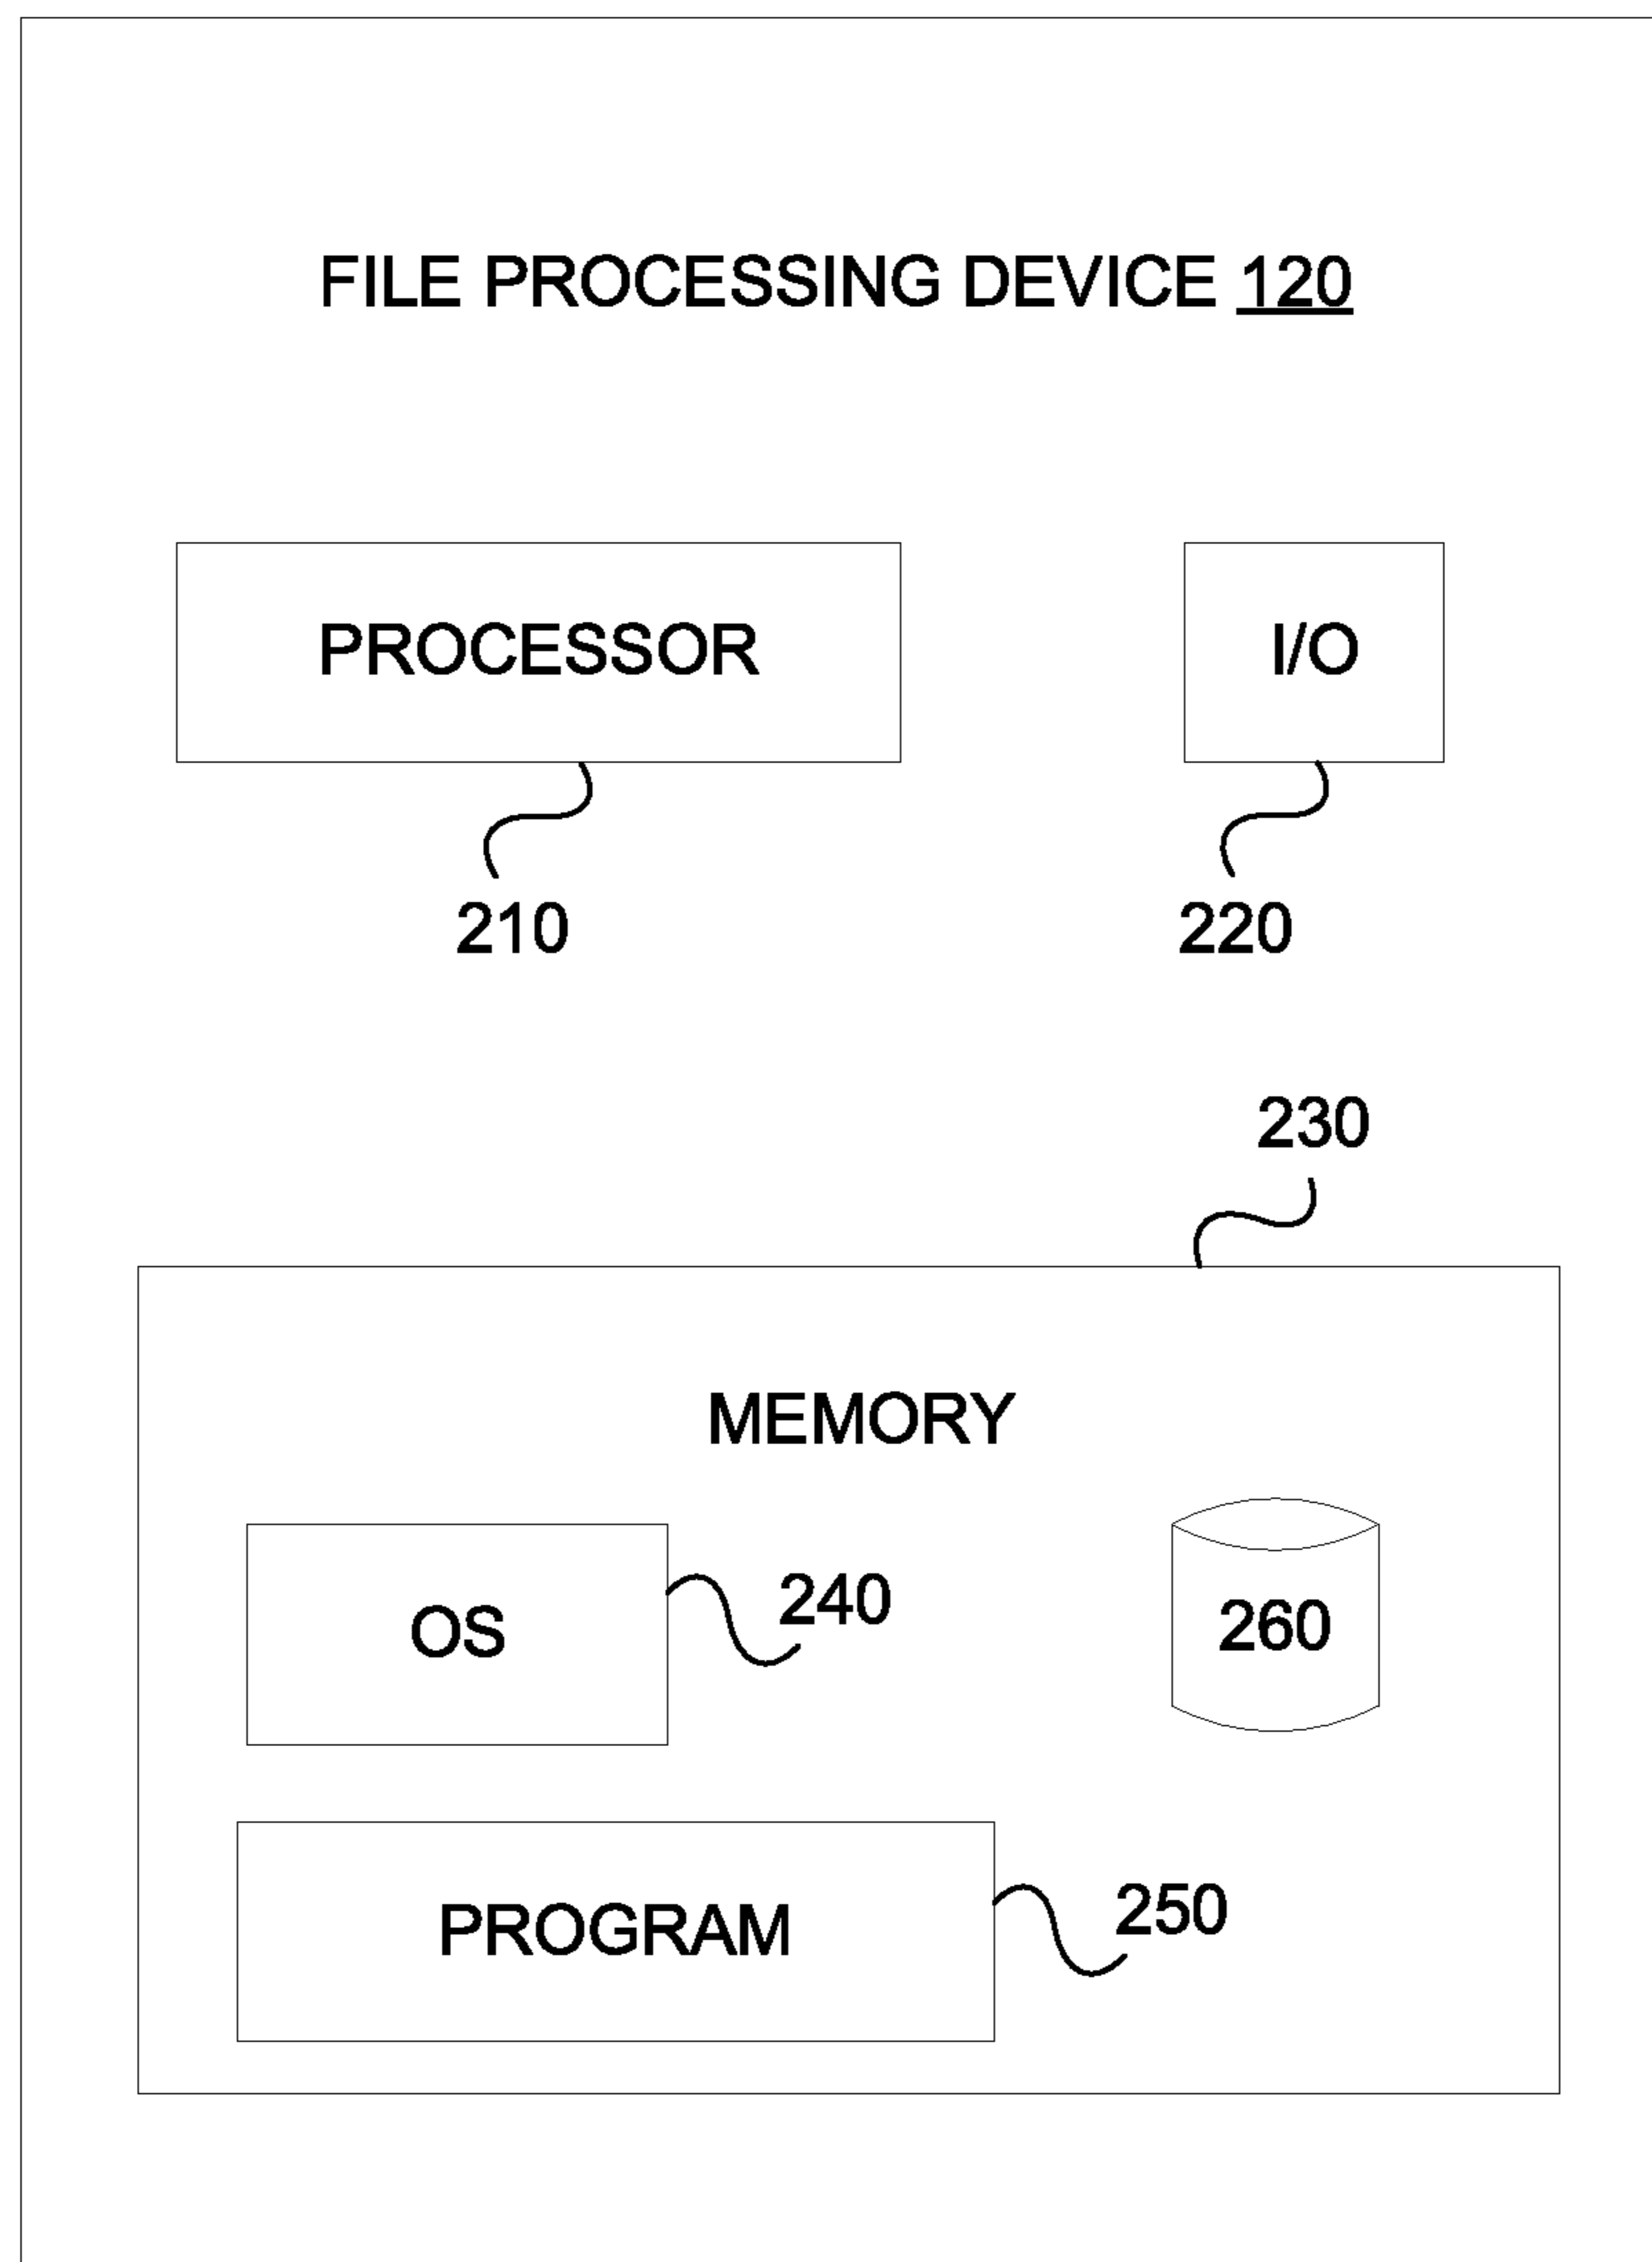 FILE PROCESSING DEVICE 120
PROCESSOR
I/O
210
220
230
MEMORY
OS
240
260
PROGRAM
250